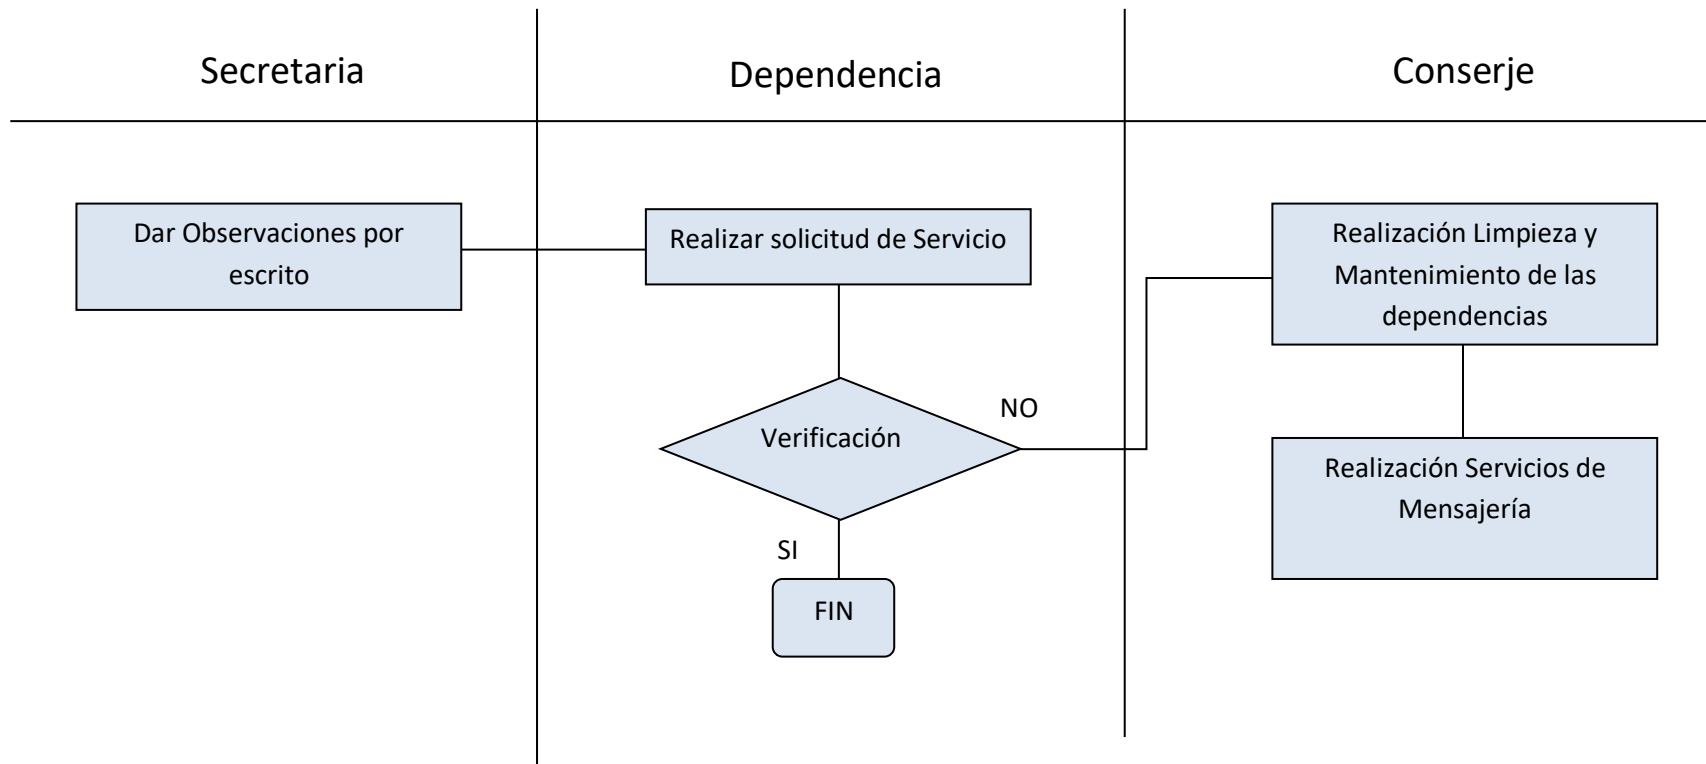 Secretaria
Dependencia
Conserje
Dar Observaciones por
escrito
Realizar solicitud de Servicio
Realización Limpieza y
Mantenimiento de las
dependencias
NO
Verificación
Realización Servicios de
Mensajería
SI
FIN